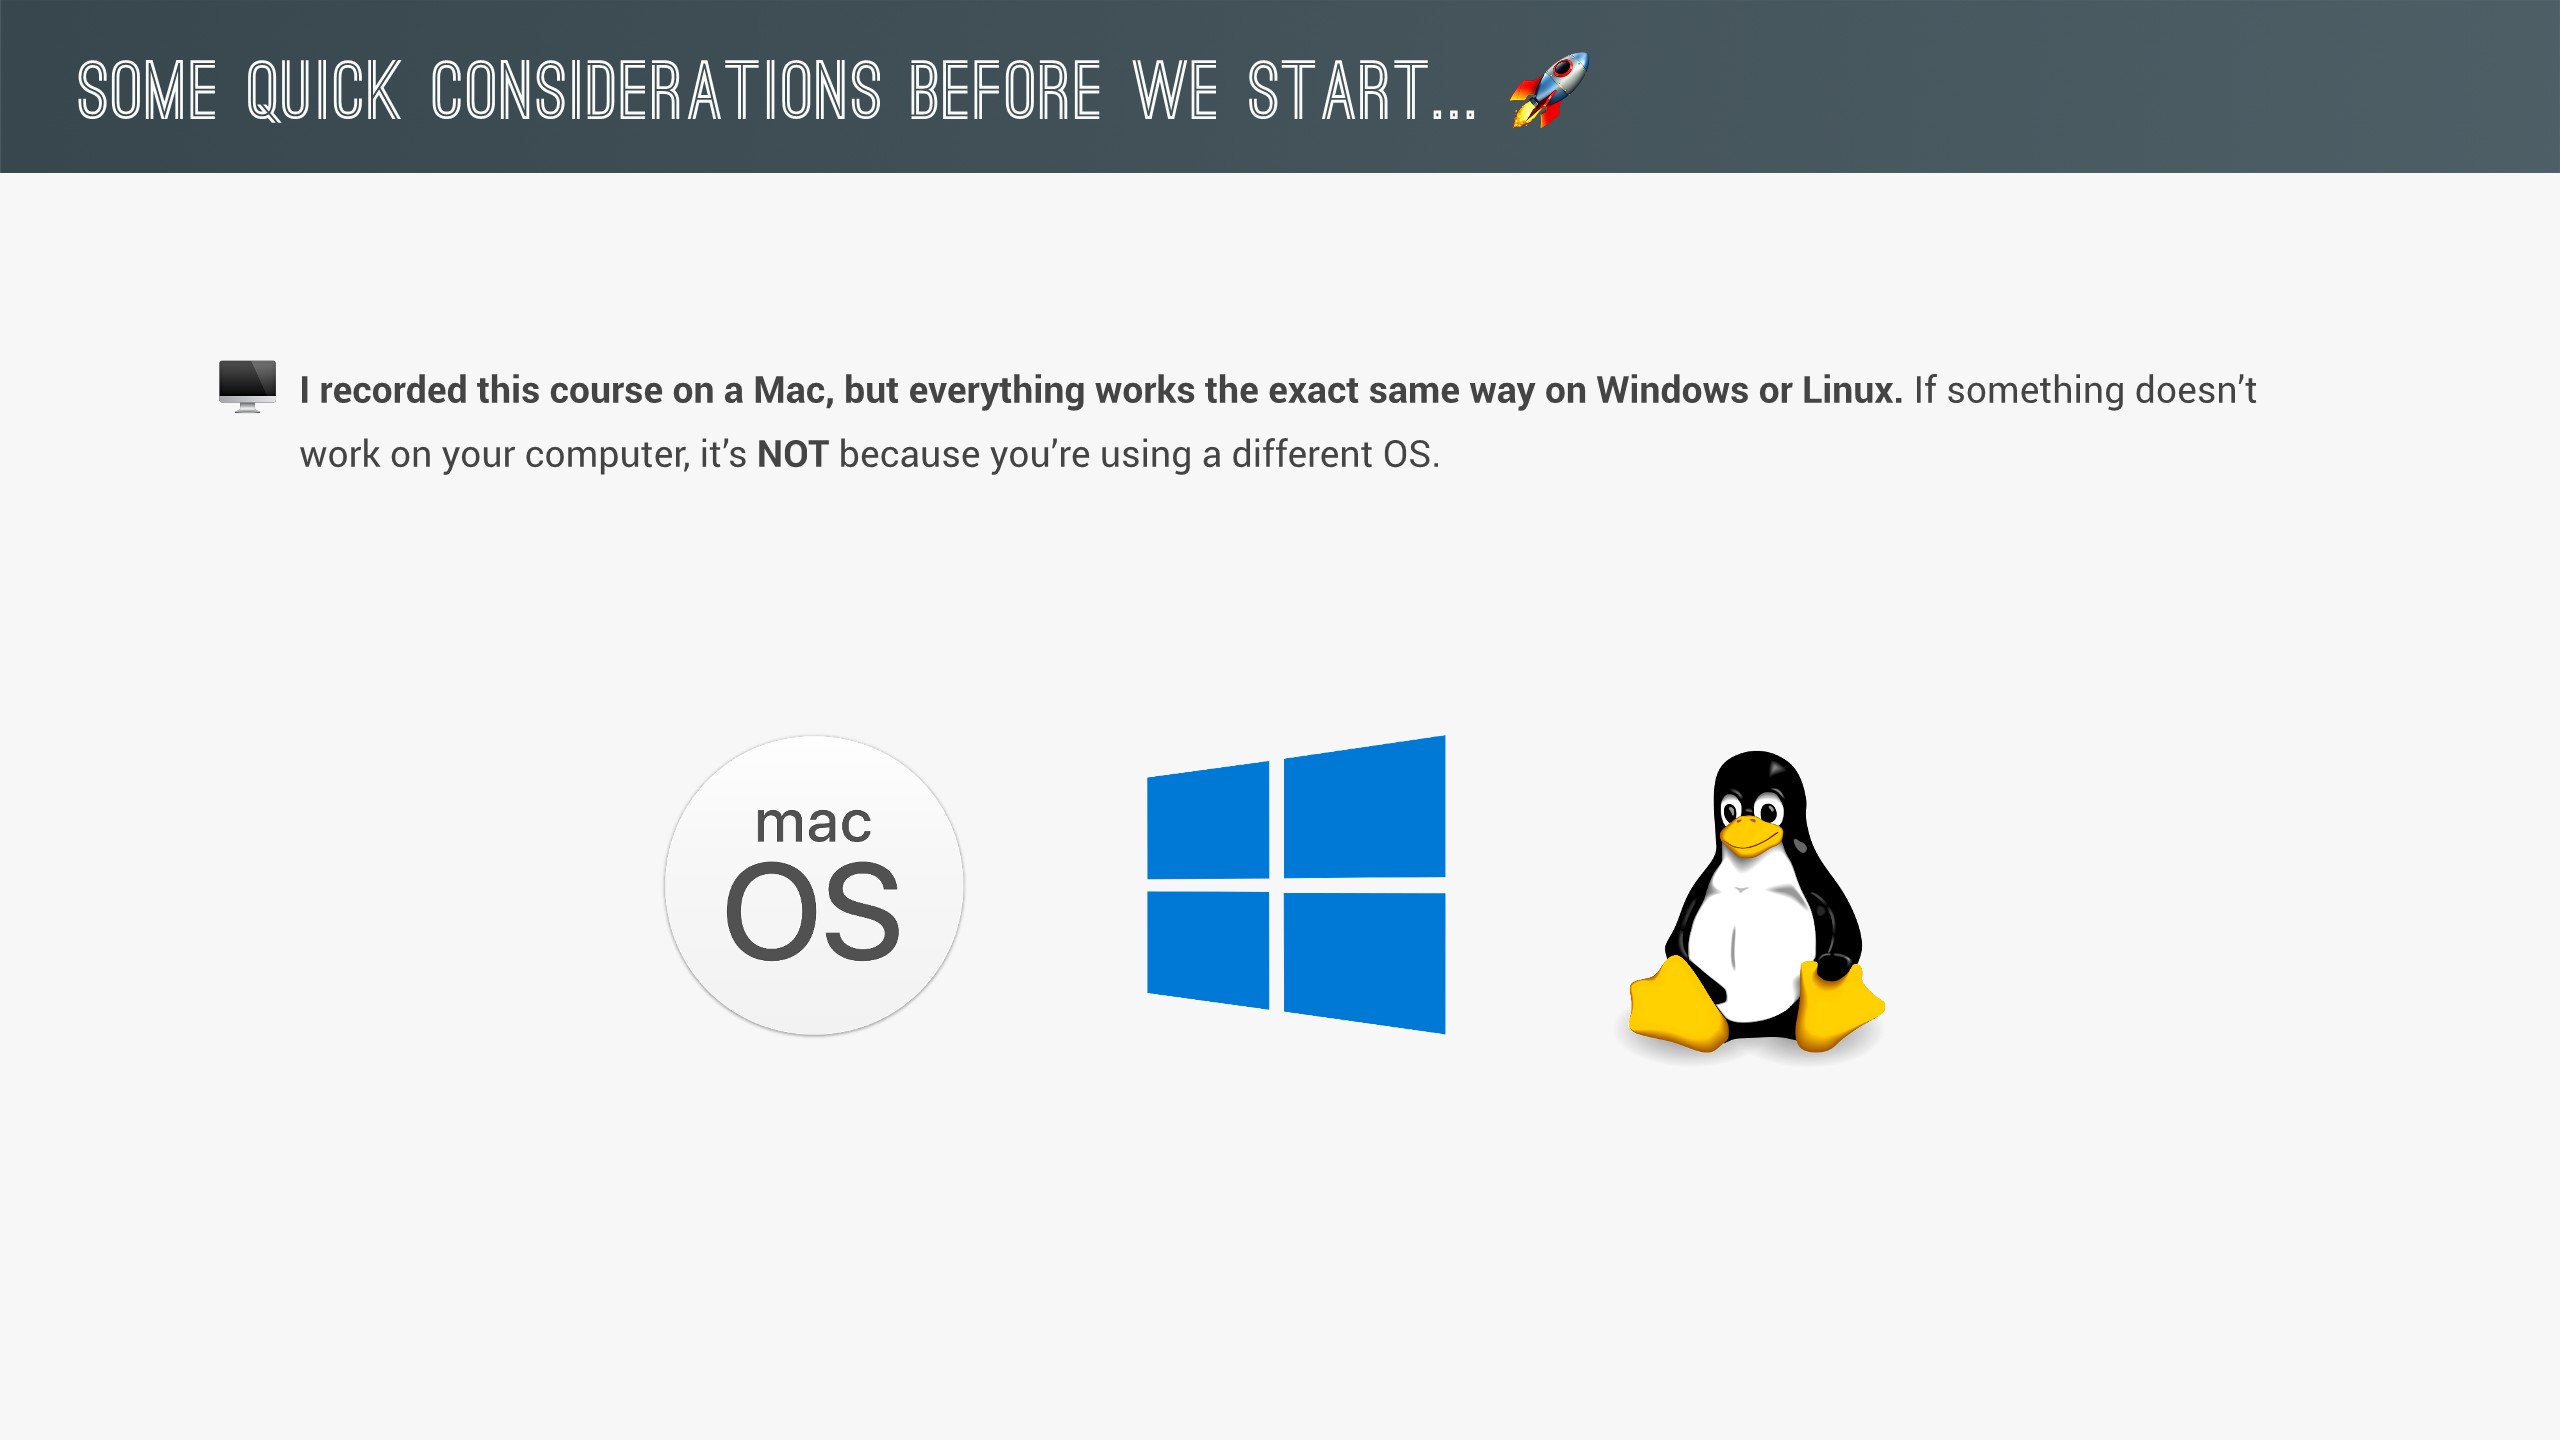 SOME QUICK CONSIDERATIONS BEFORE WE START... 🚀
I recorded this course on a Mac, but everything works the exact same way on Windows or Linux. If something doesn’t
work on your computer, it’s NOT because you’re using a different OS.
mac
OS